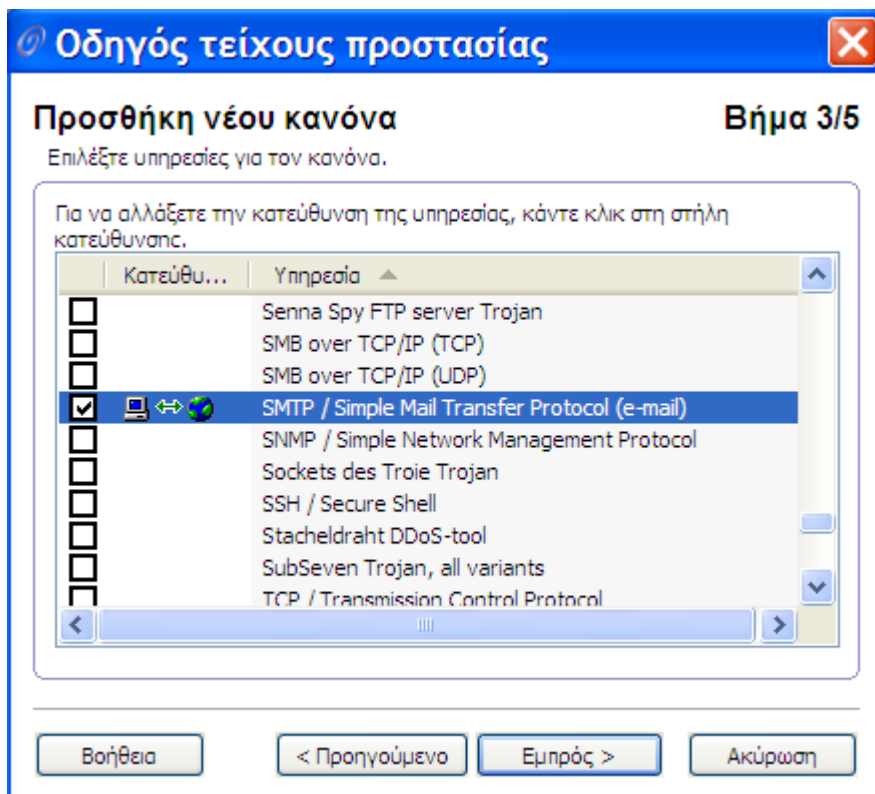 Οδηγός τείχους προστασίας
Προσθήκη νέου κανόνα Βήμα 3/5
Επιλέξτε υπηρεσίες για τον κανόνα.
Για να αλλάξετε την κατεύθυνση της υπηρεσίας, κάντε κλικ στη στήλη
κατεύθυνσης.
Κατεύθυ... Υπηρεσία
Senna Spy FTP server Trojan
SMB over TCP/IP (TCP)
SMB over TCP/IP (UDP)
SMTP / Simple Mail Transfer Protocol (e-mail)
SNMP / Simple Network Management Protocol
Sockets des Troie Trojan
SSH / Secure Shell
Stacheldraht DDoS-tool
SubSeven Trojan, all variants
TCP / Transmission Control Protocol
Βοήθεια < Προηγούμενο Εμπρός > Ακύρωση